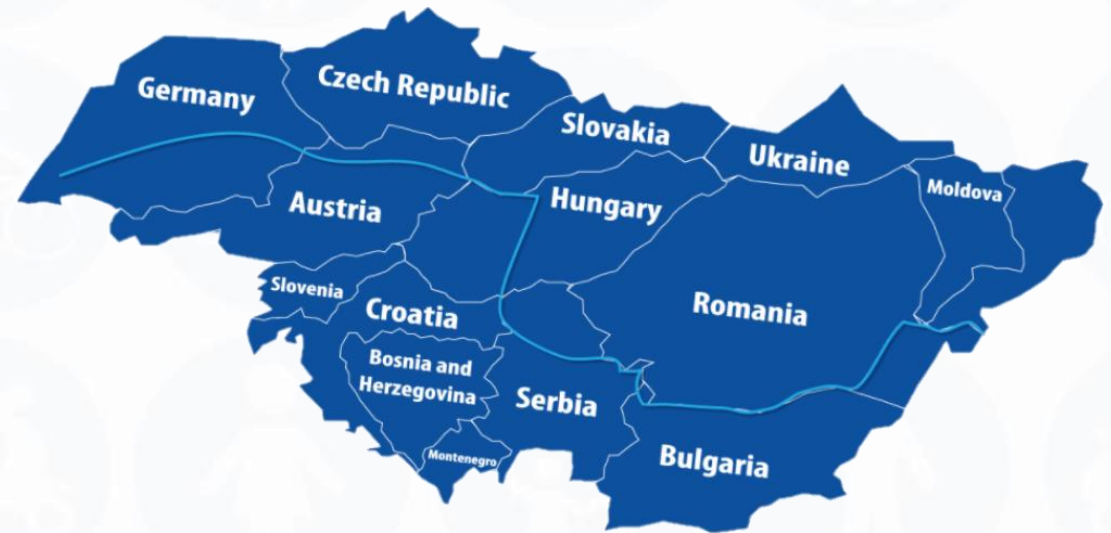 Germany
Czech Republic
Slovakia
Ukraine
Moldova
Austria
Hungary
Slovenia
Croatia
Romania
Bosnia and
Herzegovina
Serbia
Montenegro
Bulgaria